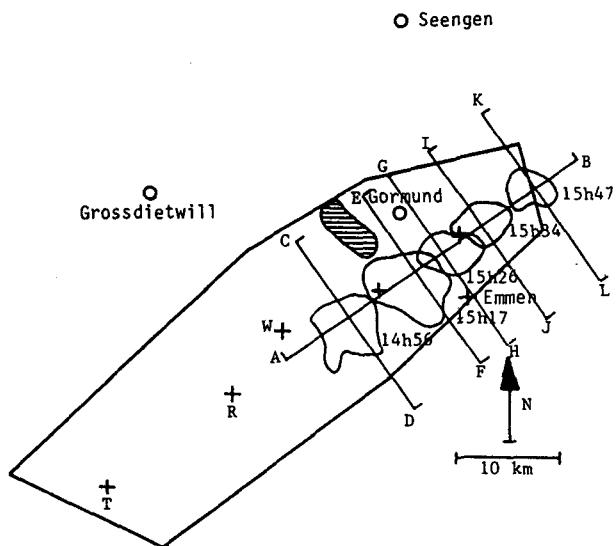 Seengen
K
I
B
G
E
Gormund
15h47
Grossdietwill
C
15h34
15h26
Emmen
15h17
L
W
J
14h56
A
H
F
N
D
R
10 km
T